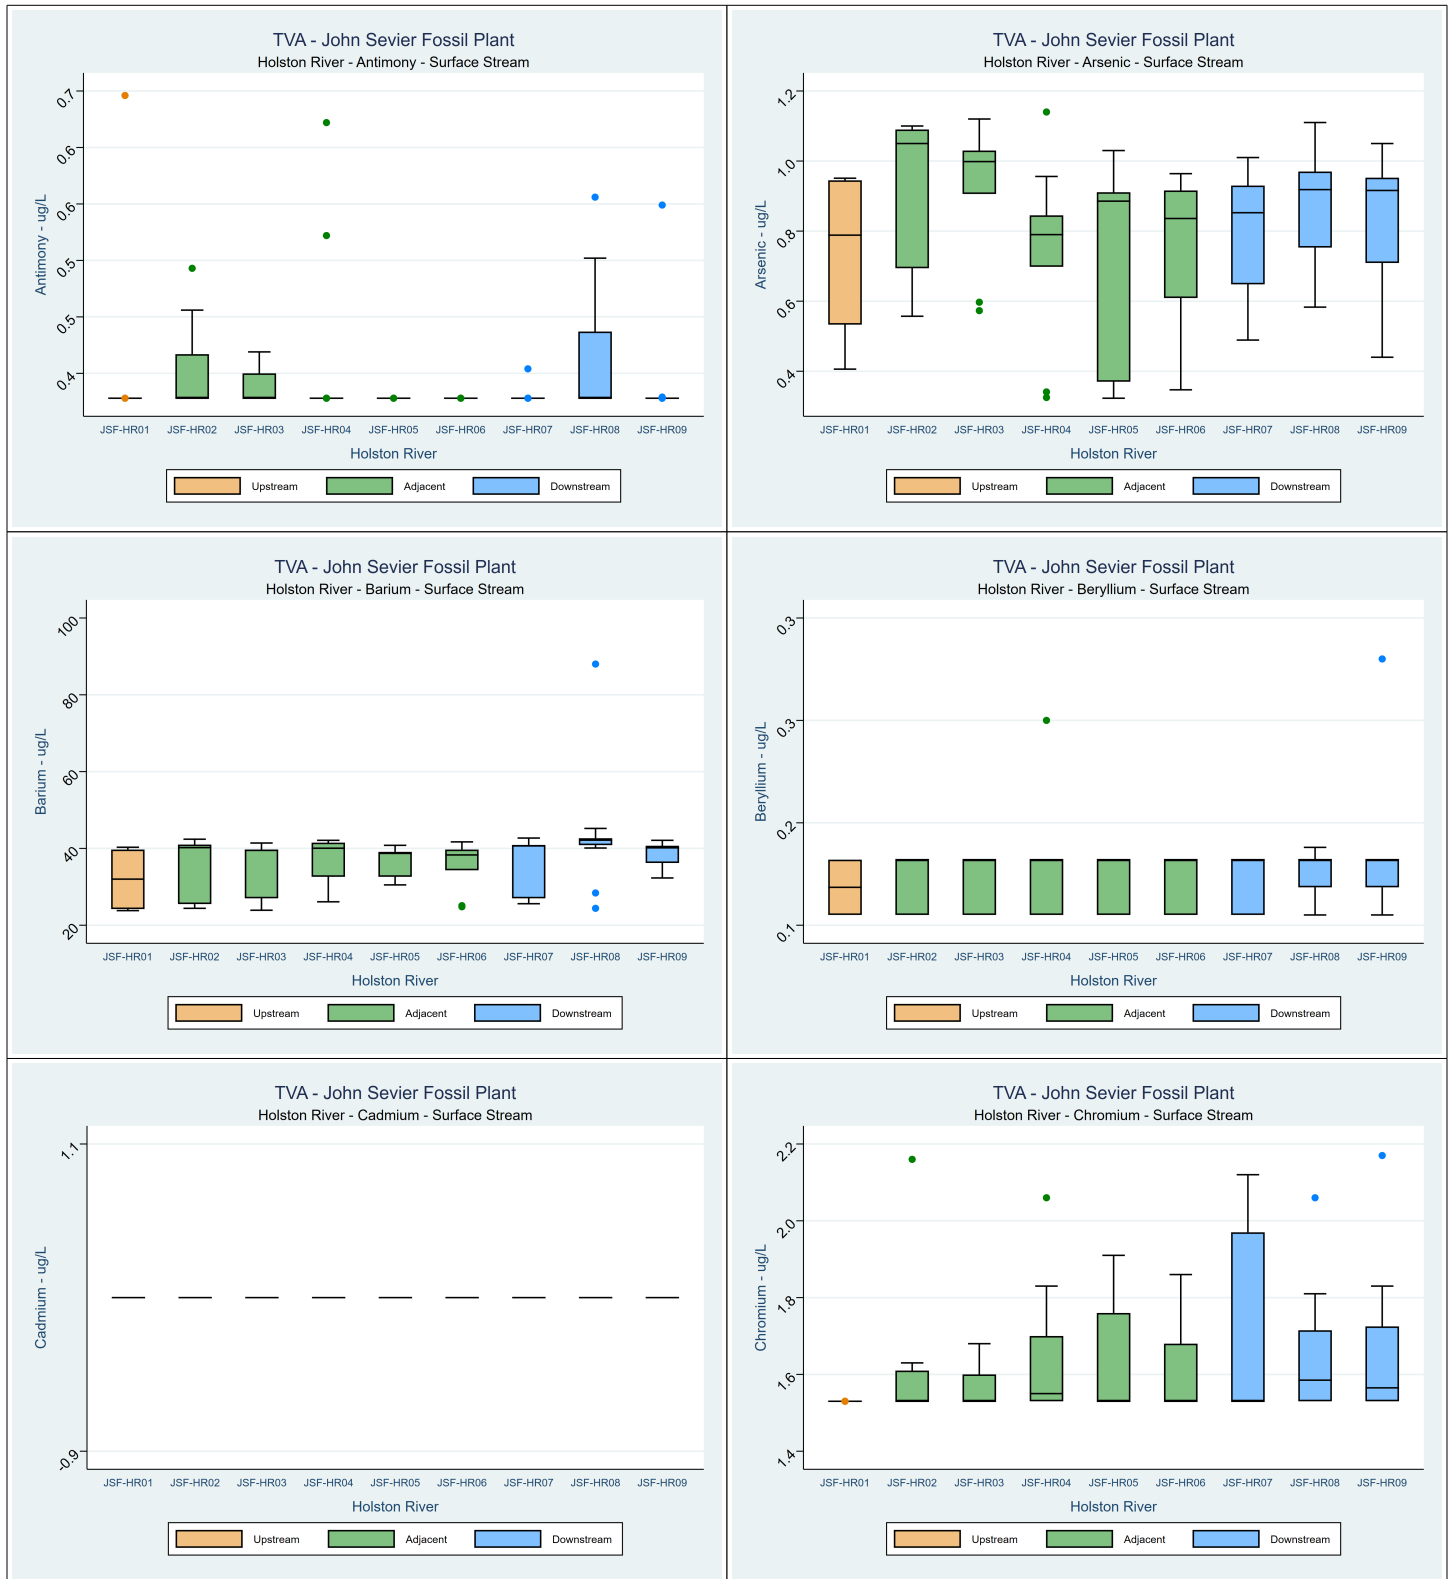 TVA - John Sevier Fossil Plant
Holston River - Antimony - Surface Stream
Antimony - ug/L
0.7
0.6
0.6
0.5
0.5
0.4
JSF-HR01 JSF-HR02 JSF-HR03 JSF-HR04 JSF-HR05 JSF-HR06 JSF-HR07 JSF-HR08 JSF-HR09
Holston River
Upstream Adjacent Downstream
TVA - John Sevier Fossil Plant
Holston River - Arsenic - Surface Stream
Arsenic - ug/L
1.2
1.0
0.8
0.6
0.4
JSF-HR01 JSF-HR02 JSF-HR03 JSF-HR04 JSF-HR05 JSF-HR06 JSF-HR07 JSF-HR08 JSF-HR09
Holston River
Upstream Adjacent Downstream
TVA - John Sevier Fossil Plant
Holston River - Barium - Surface Stream
Barium - ug/L
100
80
60
40
20
JSF-HR01 JSF-HR02 JSF-HR03 JSF-HR04 JSF-HR05 JSF-HR06 JSF-HR07 JSF-HR08 JSF-HR09
Holston River
Upstream Adjacent Downstream
TVA - John Sevier Fossil Plant
Holston River - Beryllium - Surface Stream
Beryllium - ug/L
0.3
0.3
0.2
0.1
JSF-HR01 JSF-HR02 JSF-HR03 JSF-HR04 JSF-HR05 JSF-HR06 JSF-HR07 JSF-HR08 JSF-HR09
Holston River
Upstream Adjacent Downstream
TVA - John Sevier Fossil Plant
Holston River - Cadmium - Surface Stream
Cadmium - ug/L
1.1
-0.9
JSF-HR01 JSF-HR02 JSF-HR03 JSF-HR04 JSF-HR05 JSF-HR06 JSF-HR07 JSF-HR08 JSF-HR09
Holston River
Upstream Adjacent Downstream
TVA - John Sevier Fossil Plant
Holston River - Chromium - Surface Stream
Chromium - ug/L
2.2
2.0
1.8
1.6
1.4
JSF-HR01 JSF-HR02 JSF-HR03 JSF-HR04 JSF-HR05 JSF-HR06 JSF-HR07 JSF-HR08 JSF-HR09
Holston River
Upstream Adjacent Downstream